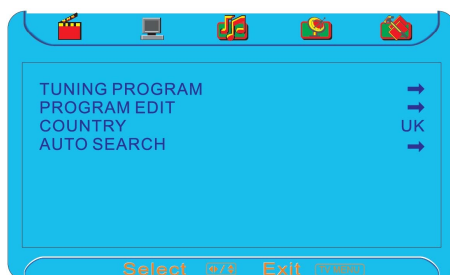 TUNING PROGRAM
PROGRAM EDIT
COUNTRY UK
AUTO SEARCH
Select Exit